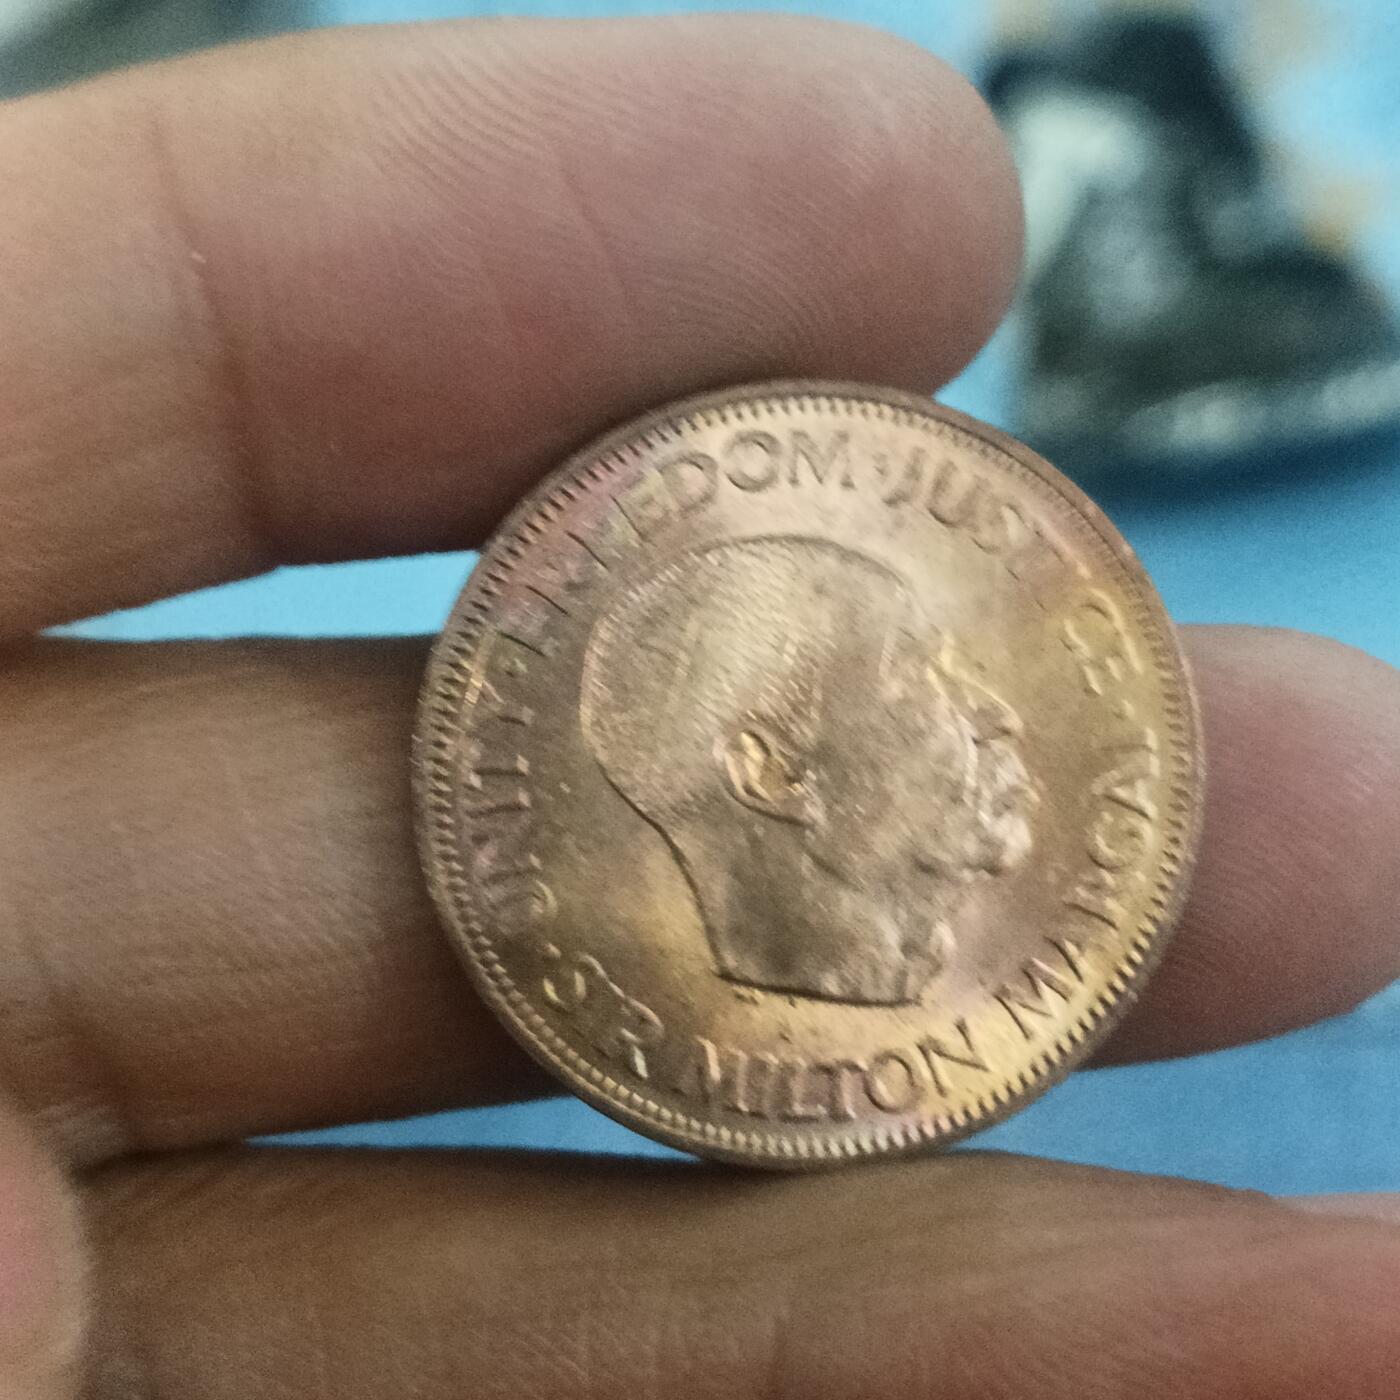 UNITY · FREEDOM · JUSTICE
SIR MILTON MARGAI